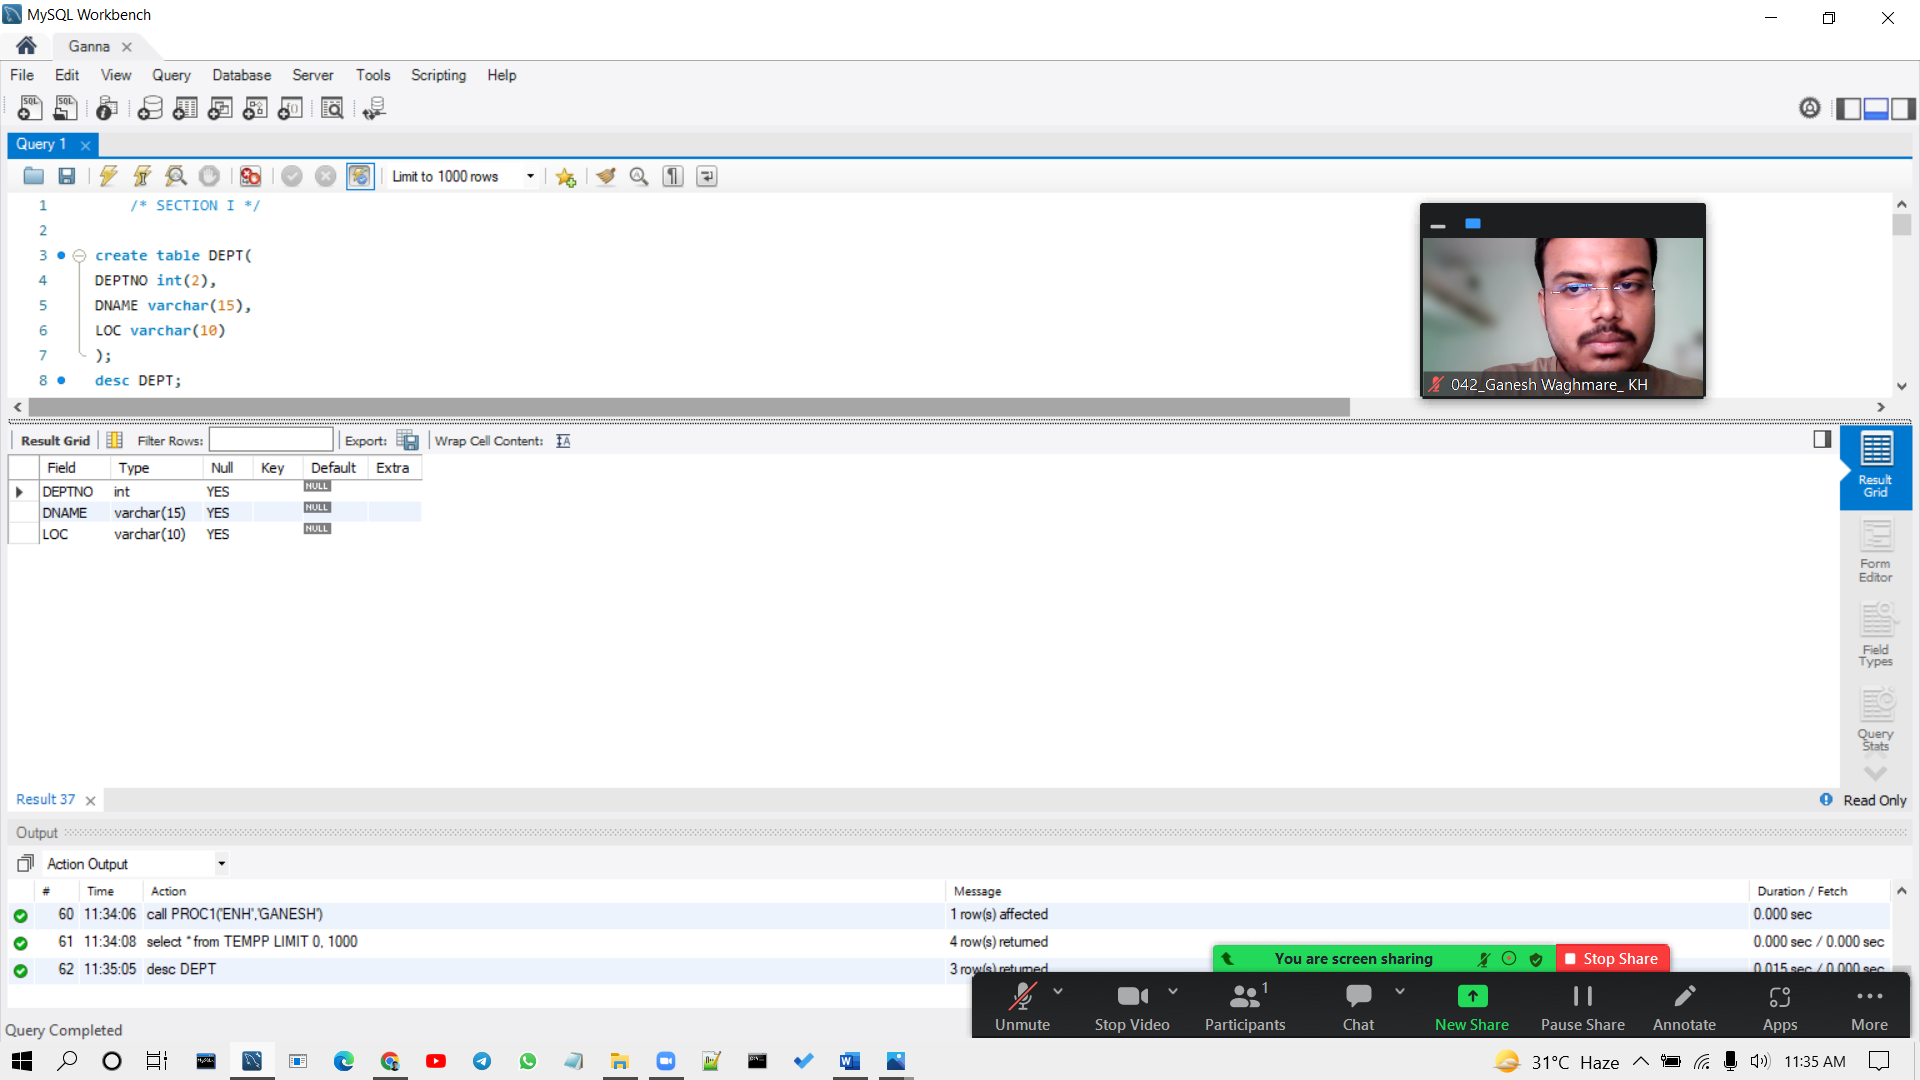 MySQL Workbench
Ganna
File Edit View Query Database Server Tools Scripting Help
Query 1
Limit to 1000 rows
1 /* SECTION I */
2
3 create table DEPT(
4 DEPTNO int(2),
5 DNAME varchar(15),
6 LOC varchar(10)
7 );
8 desc DEPT;
042_Ganesh Waghmare_ KH
Result Grid Filter Rows: Export: Wrap Cell Content:
Field Type Null Key Default Extra
DEPTNO int YES NULL
DNAME varchar(15) YES NULL
LOC varchar(10) YES NULL
Result
Grid
Form
Editor
Field
Types
Query
Stats
Result 37
Read Only
Output
Action Output
# Time Action Message Duration / Fetch
60 11:34:06 call PROC1('ENH','GANESH') 1 row(s) affected 0.000 sec
61 11:34:08 select * from TEMPP LIMIT 0, 1000 4 row(s) returned 0.000 sec / 0.000 sec
62 11:35:05 desc DEPT 3 row(s) returned 0.015 sec / 0.000 sec
You are screen sharing Stop Share
1
Unmute Stop Video Participants Chat New Share Pause Share Annotate Apps More
Query Completed
31°C Haze 11:35 AM